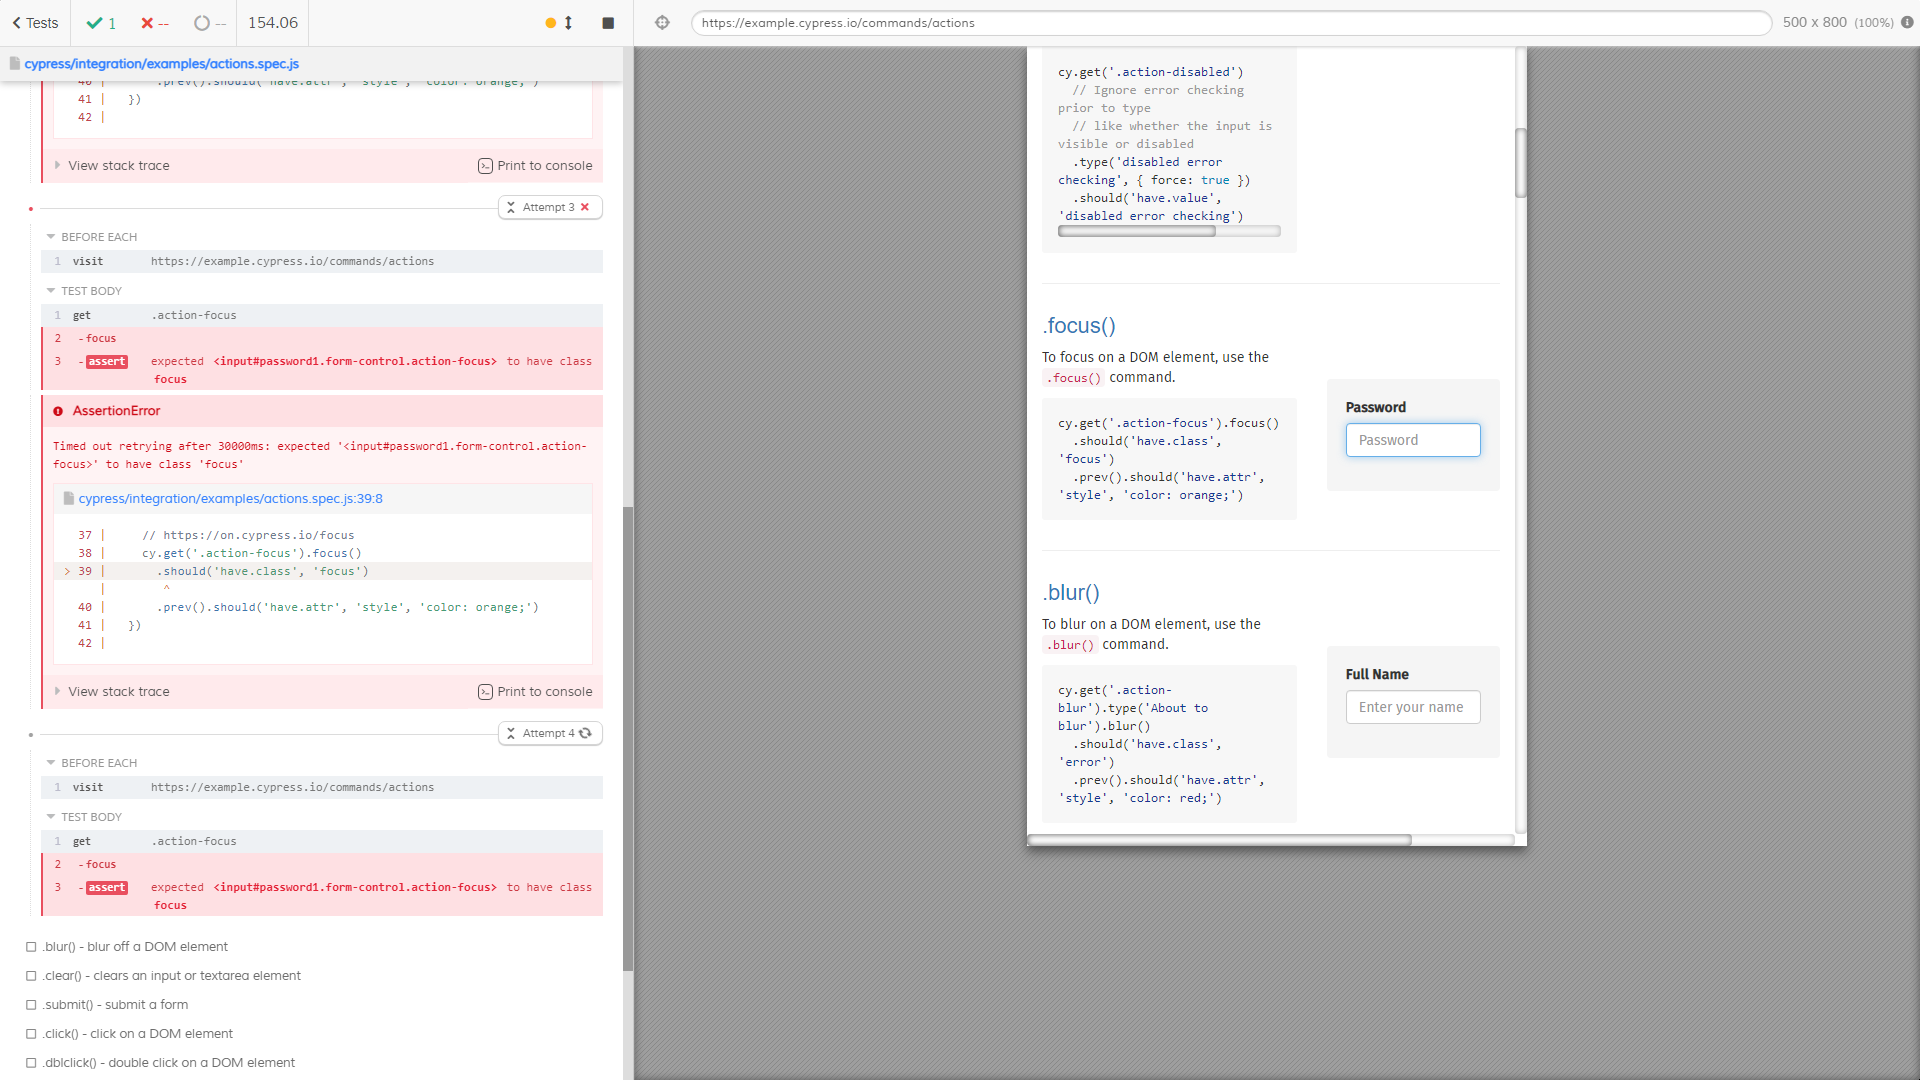 Tests
1
--
--
154.06
https://example.cypress.io/commands/actions
500 x 800 (100%)
cypress/integration/examples/actions.spec.js
40 | .prev().should('have.attr', 'style', 'color: orange;')
41 | })
42 |
View stack trace
Print to console
Attempt 3
BEFORE EACH
1 visit https://example.cypress.io/commands/actions
TEST BODY
1 get .action-focus
2 -focus
3 -assert expected <input#password1.form-control.action-focus> to have class
focus
AssertionError
Timed out retrying after 30000ms: expected '<input#password1.form-control.action-
focus>' to have class 'focus'
cypress/integration/examples/actions.spec.js:39:8
37 | // https://on.cypress.io/focus
38 | cy.get('.action-focus').focus()
> 39 | .should('have.class', 'focus')
| ^
40 | .prev().should('have.attr', 'style', 'color: orange;')
41 | })
42 |
View stack trace
Print to console
Attempt 4
BEFORE EACH
1 visit https://example.cypress.io/commands/actions
TEST BODY
1 get .action-focus
2 -focus
3 -assert expected <input#password1.form-control.action-focus> to have class
focus
.blur() - blur off a DOM element
.clear() - clears an input or textarea element
.submit() - submit a form
.click() - click on a DOM element
.dblclick() - double click on a DOM element
cy.get('.action-disabled')
// Ignore error checking
prior to type
// like whether the input is
visible or disabled
.type('disabled error
checking', { force: true })
.should('have.value',
'disabled error checking')
.focus()
To focus on a DOM element, use the
.focus() command.
cy.get('.action-focus').focus()
.should('have.class',
'focus')
.prev().should('have.attr',
'style', 'color: orange;')
Password
Password
.blur()
To blur on a DOM element, use the
.blur() command.
cy.get('.action-
blur').type('About to
blur').blur()
.should('have.class',
'error')
.prev().should('have.attr',
'style', 'color: red;')
Full Name
Enter your name